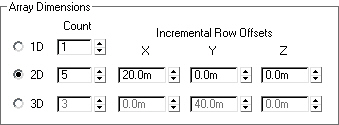 Array Dimensions
Count
Incremental Row Offsets
X Y Z
1D 1
2D 5 20.0m 0.0m 0.0m
3D 3 0.0m 40.0m 0.0m